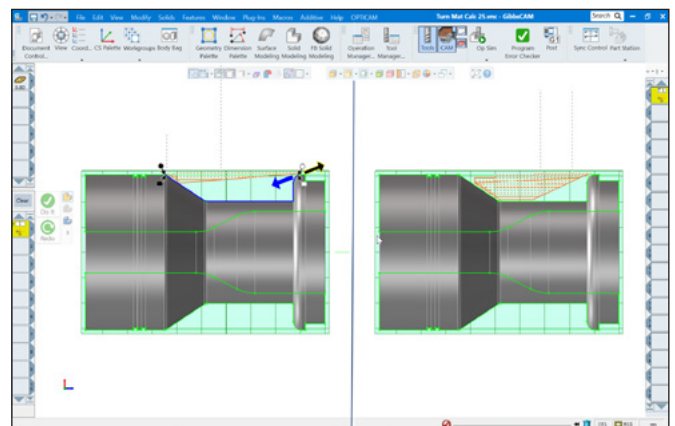 File Edit View Modify Solids Features Window Plug-Ins Macros Additive Help OPTICAM
Turn Mat Calc 25.vnc - GibbsCAM
Search
Document Control...
View
Coord...
CS Palette
Workgroups
Body Bag
Geometry Palette
Dimension Palette
Surface Modeling
Solid Modeling
FB Solid Modeling
Operation Manager...
Tool Manager...
Tools
CAM
Op Sim
Program Error Checker
Post
Sync Control
Part Station
Clear
Do It
Redo